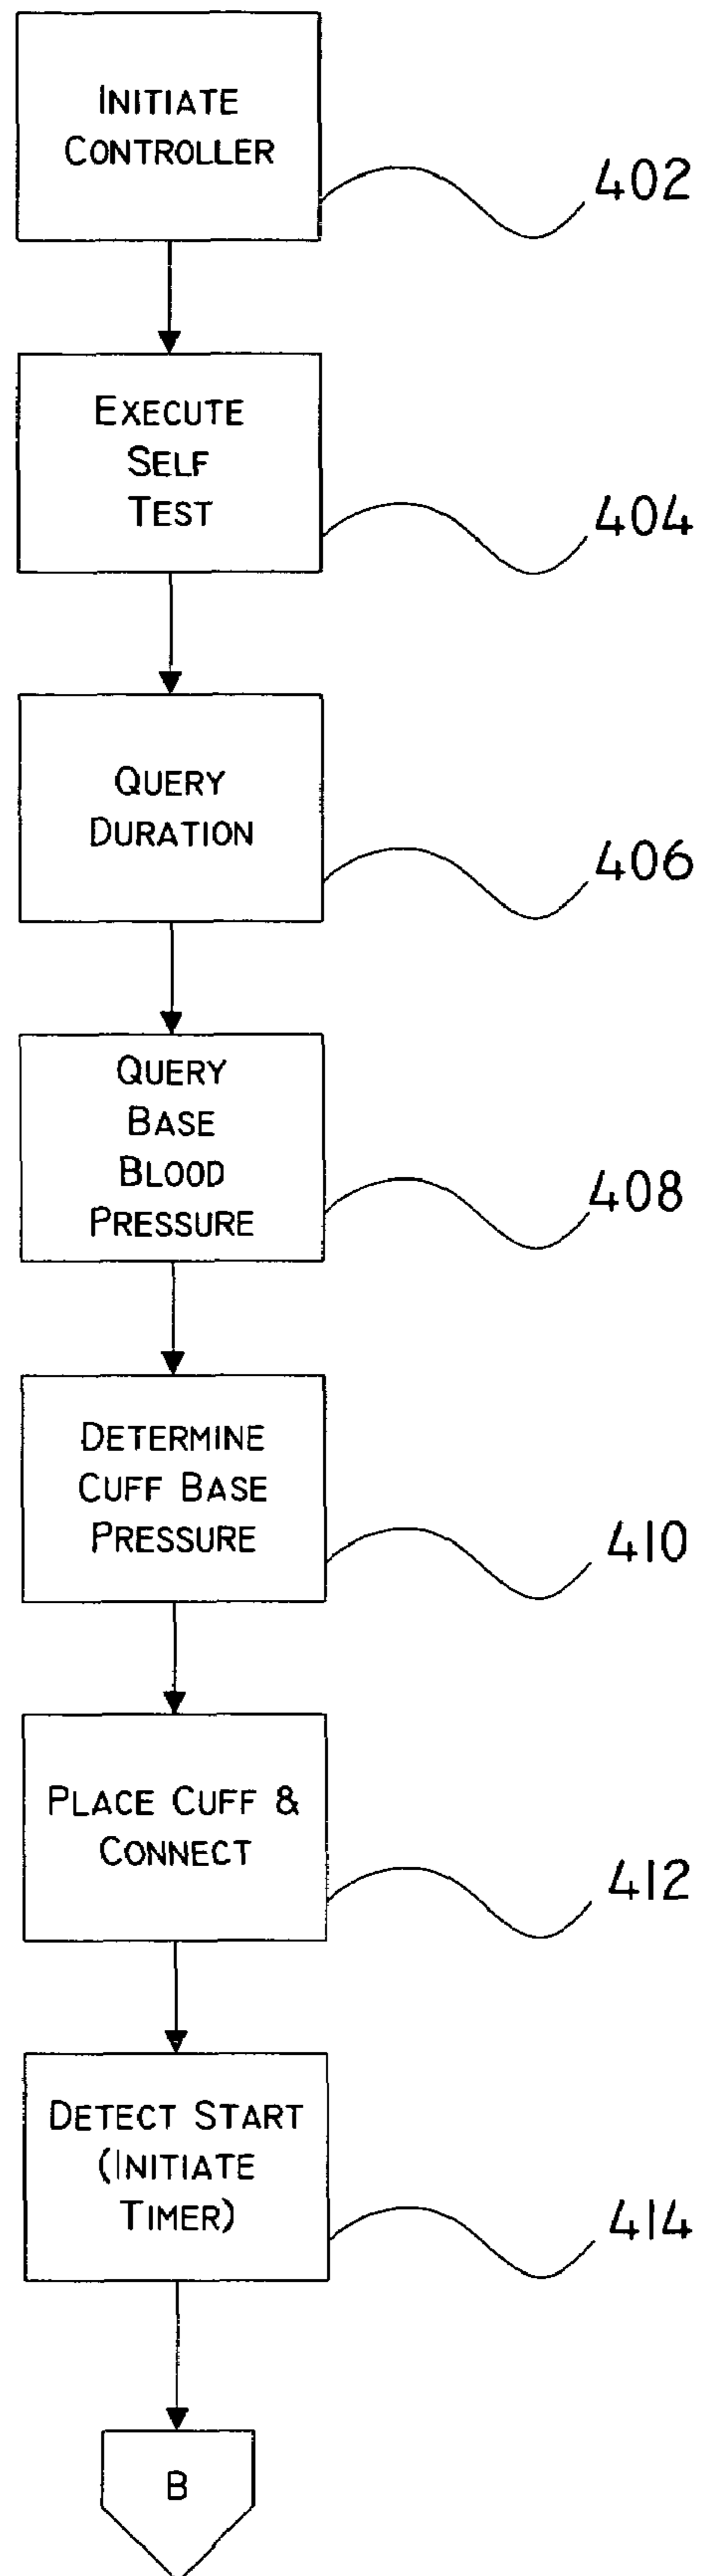 INITIATE
CONTROLLER
402
EXECUTE
SELF
TEST
404
QUERY
DURATION
406
QUERY
BASE
BLOOD
PRESSURE
408
DETERMINE
CUFF BASE
PRESSURE
410
PLACE CUFF &
CONNECT
412
DETECT START
(INITIATE
TIMER)
414
B